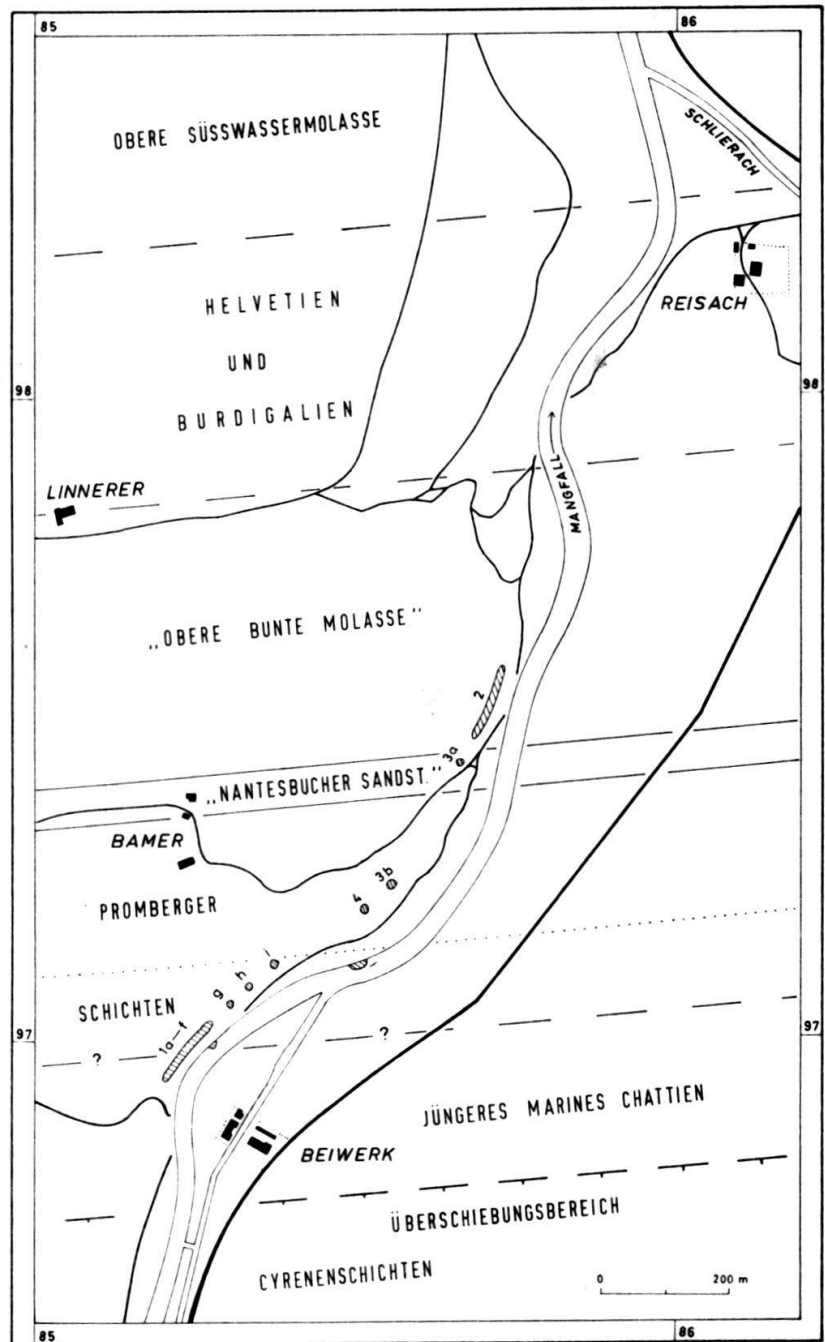 85
86
OBERE SÜSSWASSERMOLASSE
SCHLIERACH
HELVETIEN
UND
BURDIGALIEN
REISACH
98
98
LINNERER
MANGFALL
„OBERE BUNTE MOLASSE"
2
3a
„NANTESBUCHER SANDST."
BAMER
3b
4
PROMBERGER
i
h
g
SCHICHTEN
1a–f
97
97
?
?
JÜNGERES MARINES CHATTIEN
BEIWERK
ÜBERSCHIEBUNGSBEREICH
CYRENENSCHICHTEN
0 200 m
85
86